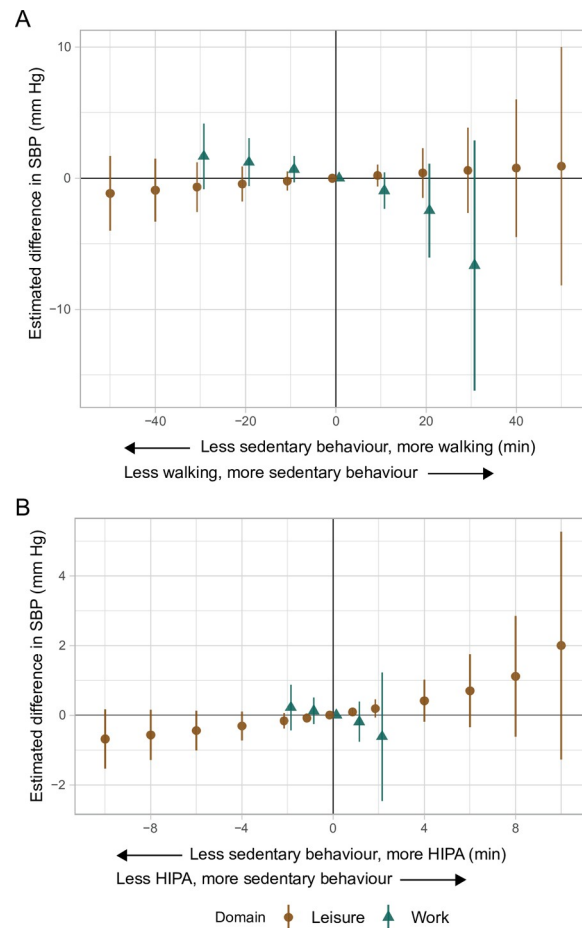 A
Estimated difference in SBP (mm Hg)
10
0
−10
−40 −20 0 20 40
Less sedentary behaviour, more walking (min)
Less walking, more sedentary behaviour
B
Estimated difference in SBP (mm Hg)
4
2
0
−2
−8 −4 0 4 8
Less sedentary behaviour, more HIPA (min)
Less HIPA, more sedentary behaviour
Domain Leisure Work